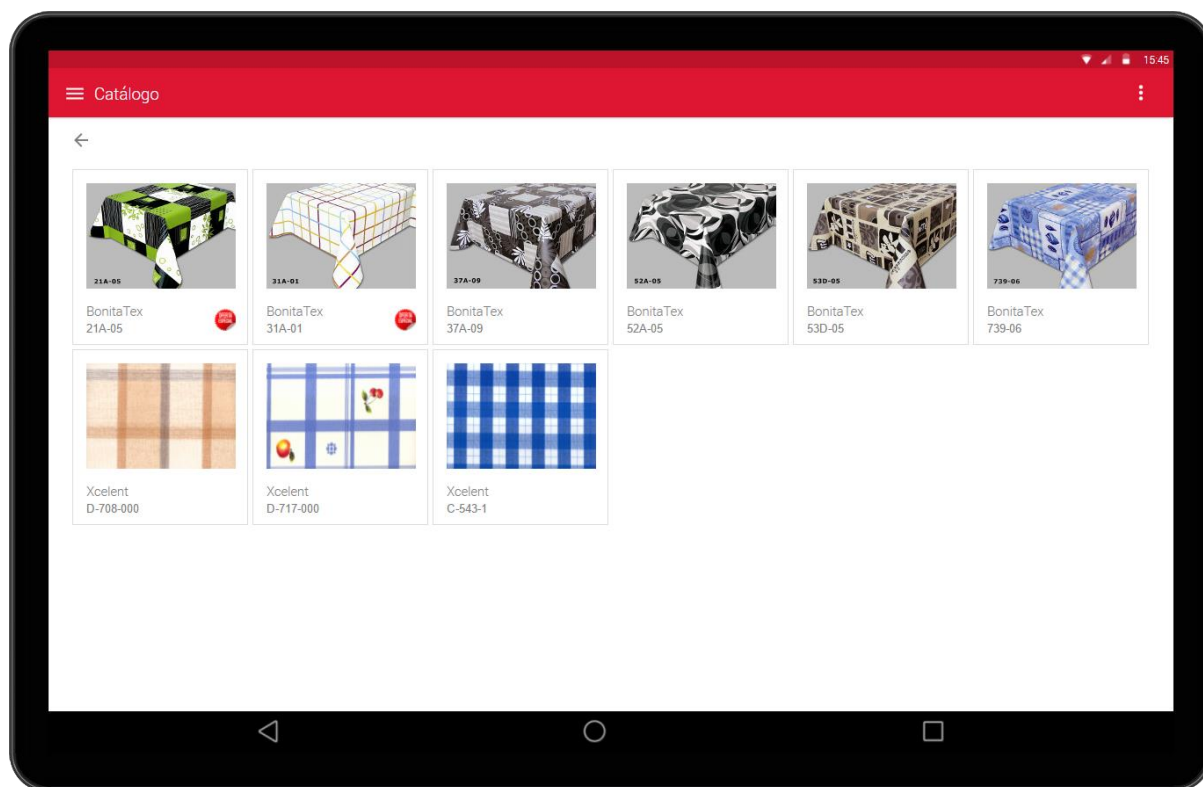 15:45
Catálogo
21A-05
31A-01
37A-09
52A-05
53D-05
739-06
BonitaTex
21A-05
BonitaTex
31A-01
BonitaTex
37A-09
BonitaTex
52A-05
BonitaTex
53D-05
BonitaTex
739-06
Xcelent
D-708-000
Xcelent
D-717-000
Xcelent
C-543-1